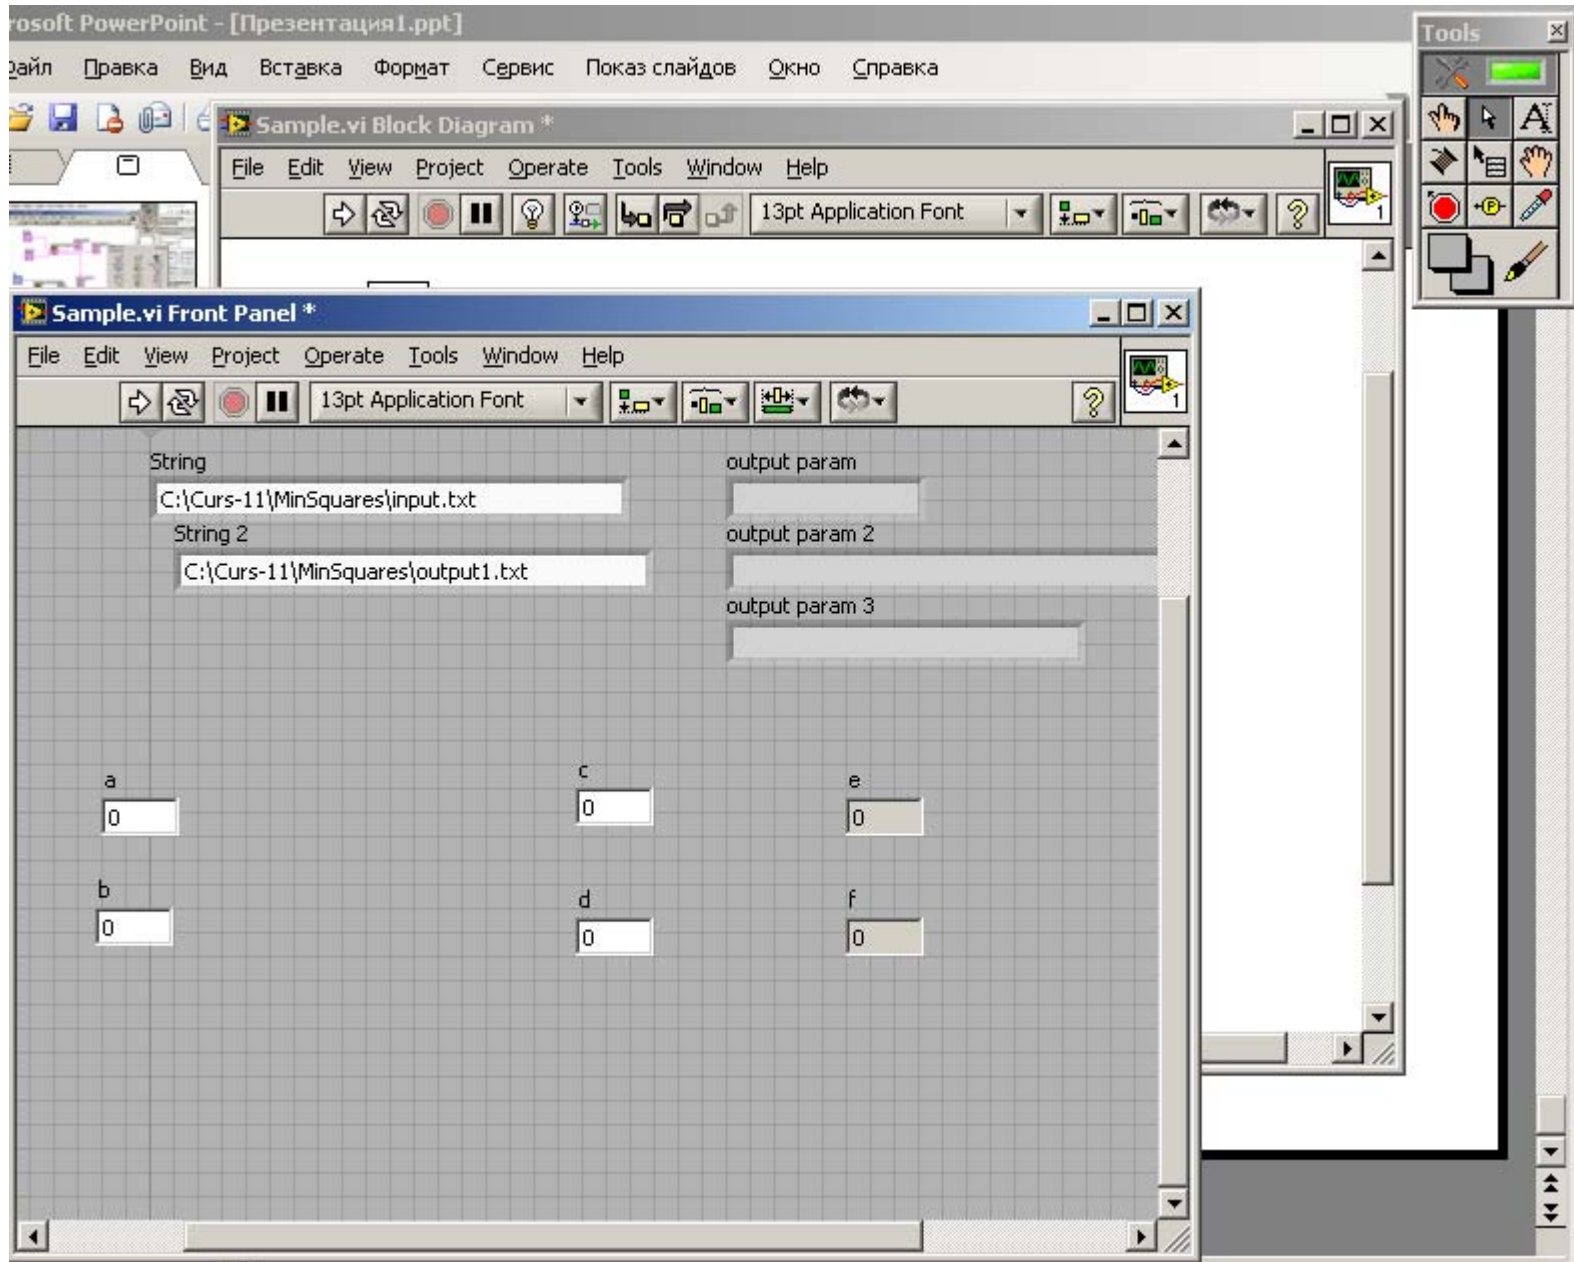 rosoft PowerPoint - [Презентация1.ppt]
Tools
айл Правка Вид Вставка Формат Сервис Показ слайдов Окно Справка
Sample.vi Block Diagram *
File Edit View Project Operate Tools Window Help
13pt Application Font
1
Sample.vi Front Panel *
File Edit View Project Operate Tools Window Help
13pt Application Font
1
String
output param
C:\Curs-11\MinSquares\input.txt
String 2
output param 2
C:\Curs-11\MinSquares\output1.txt
output param 3
a
c
e
0
0
0
b
d
f
0
0
0